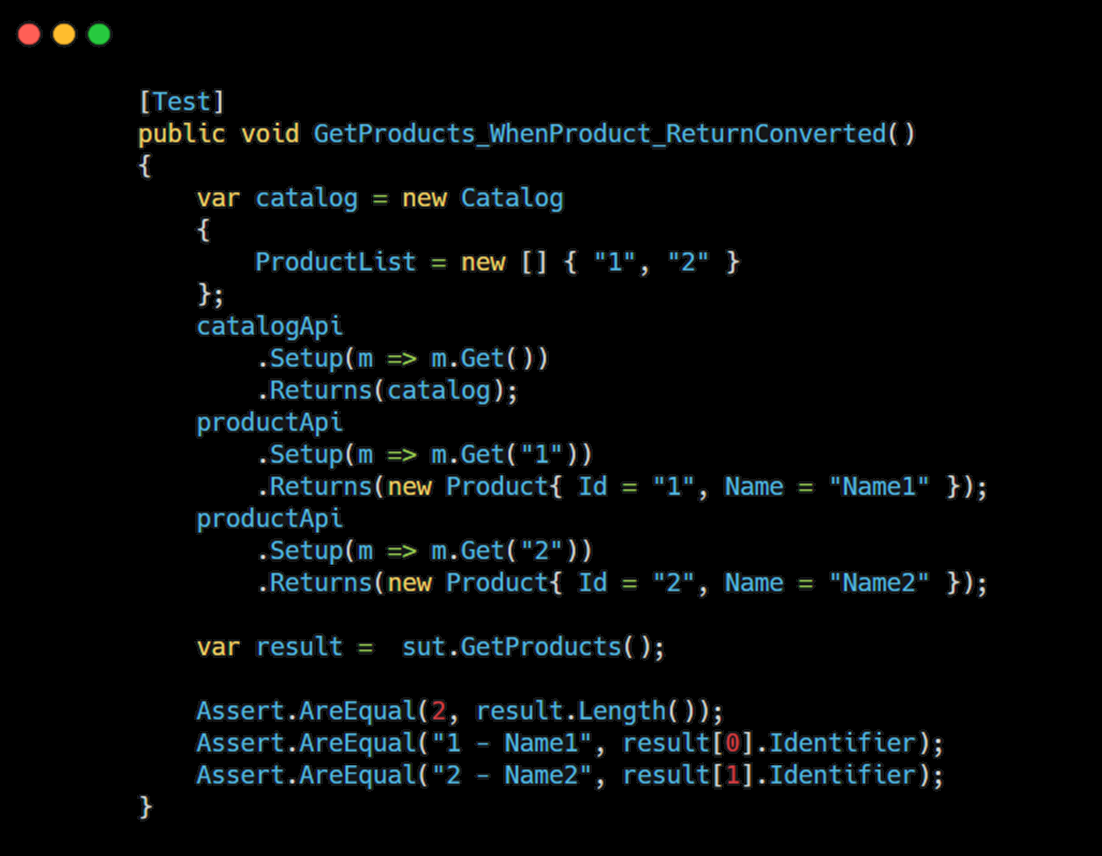 [Test]
public void GetProducts_WhenProduct_ReturnConverted()
{
    var catalog = new Catalog
    {
        ProductList = new [] { "1", "2" }
    };
    catalogApi
        .Setup(m => m.Get())
        .Returns(catalog);
    productApi
        .Setup(m => m.Get("1"))
        .Returns(new Product{ Id = "1", Name = "Name1" });
    productApi
        .Setup(m => m.Get("2"))
        .Returns(new Product{ Id = "2", Name = "Name2" });

    var result =  sut.GetProducts();

    Assert.AreEqual(2, result.Length());
    Assert.AreEqual("1 - Name1", result[0].Identifier);
    Assert.AreEqual("2 - Name2", result[1].Identifier);
}